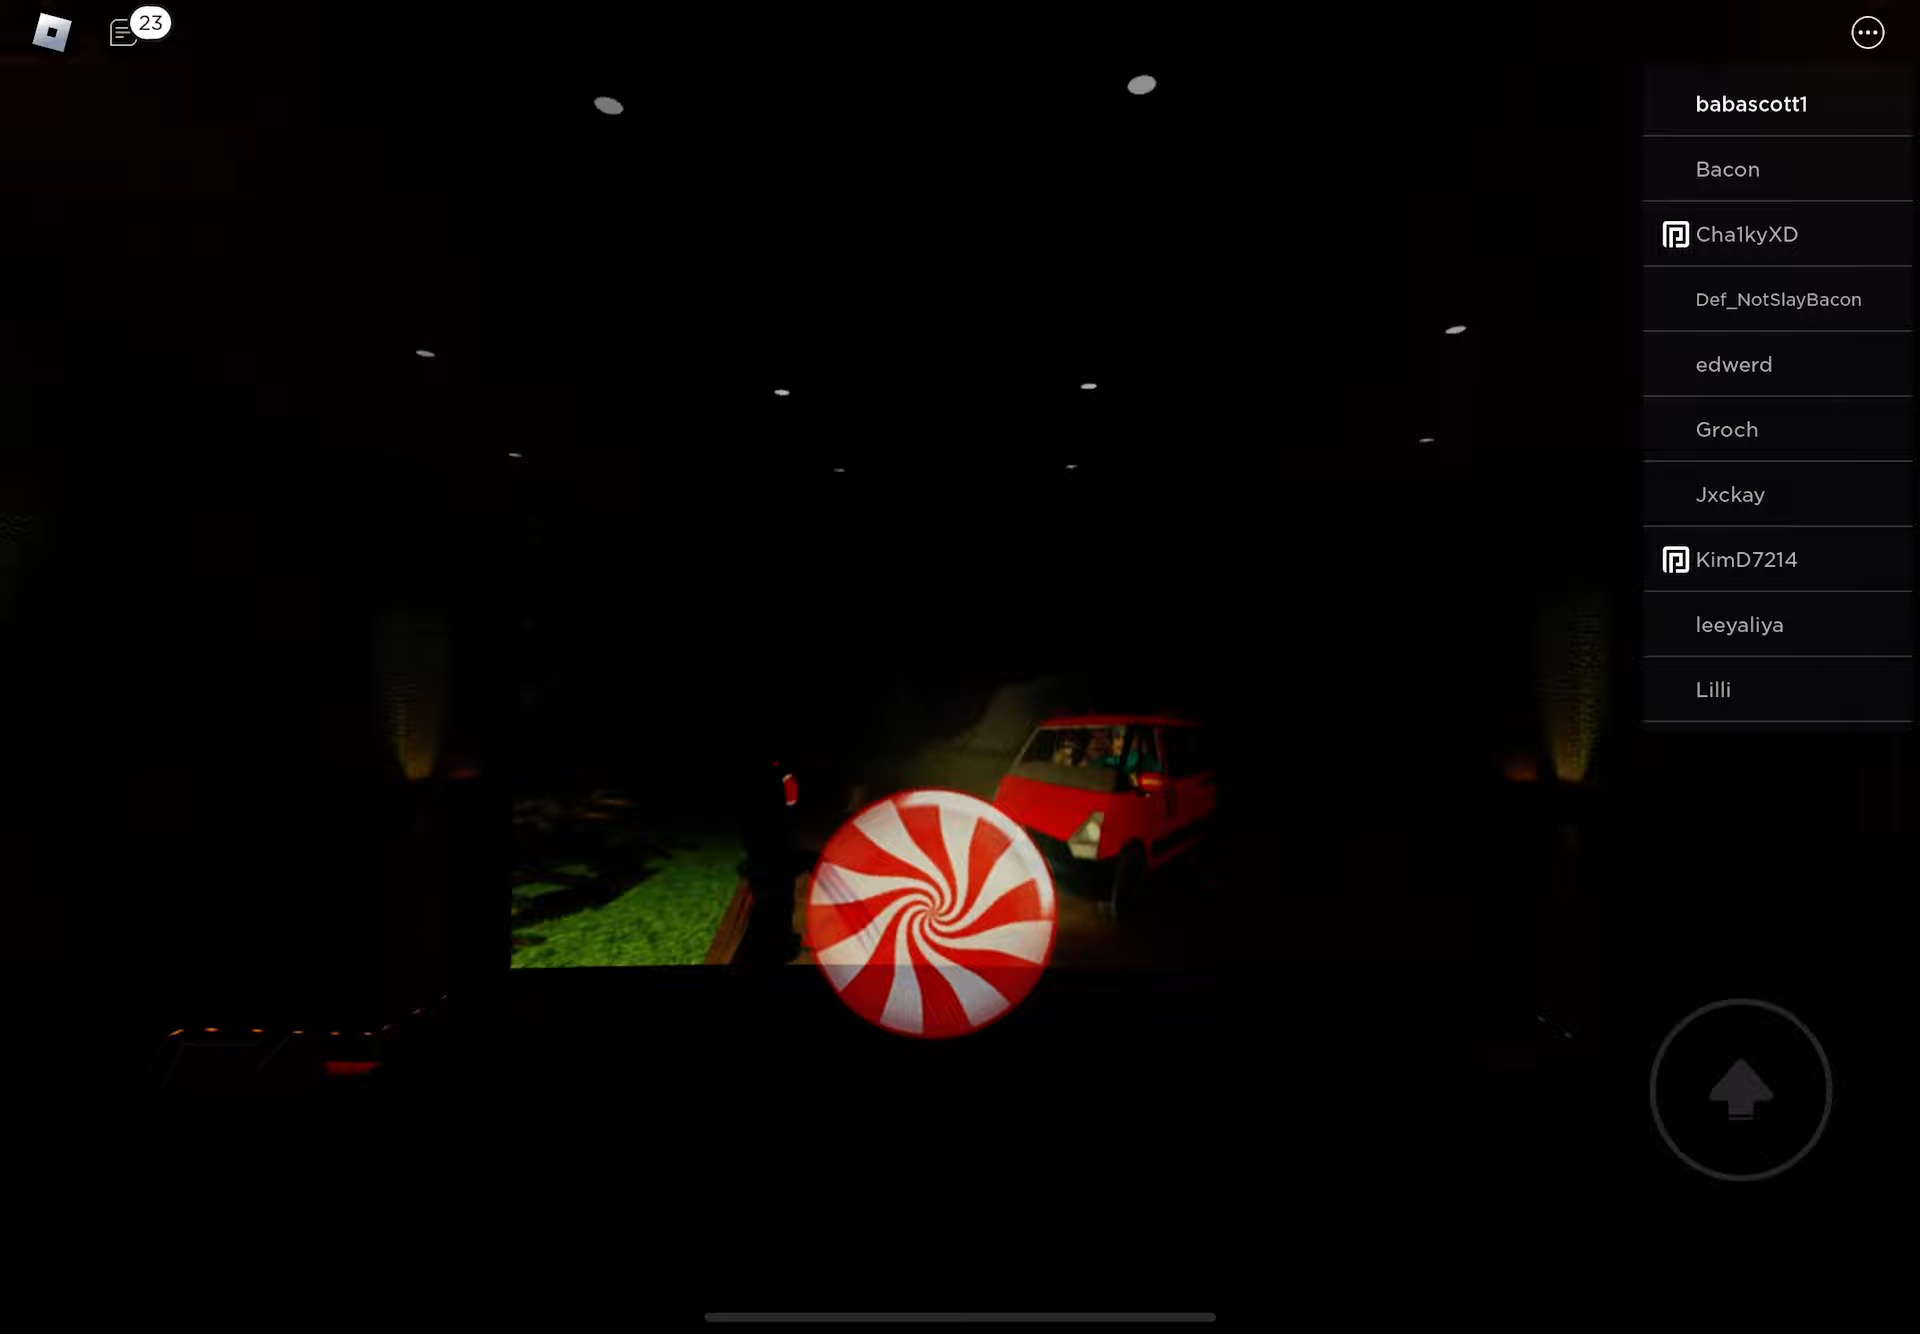 23
babascott1
Bacon
Cha1kyXD
Def_NotSlayBacon
edwerd
Groch
Jxckay
KimD7214
leeyaliya
Lilli